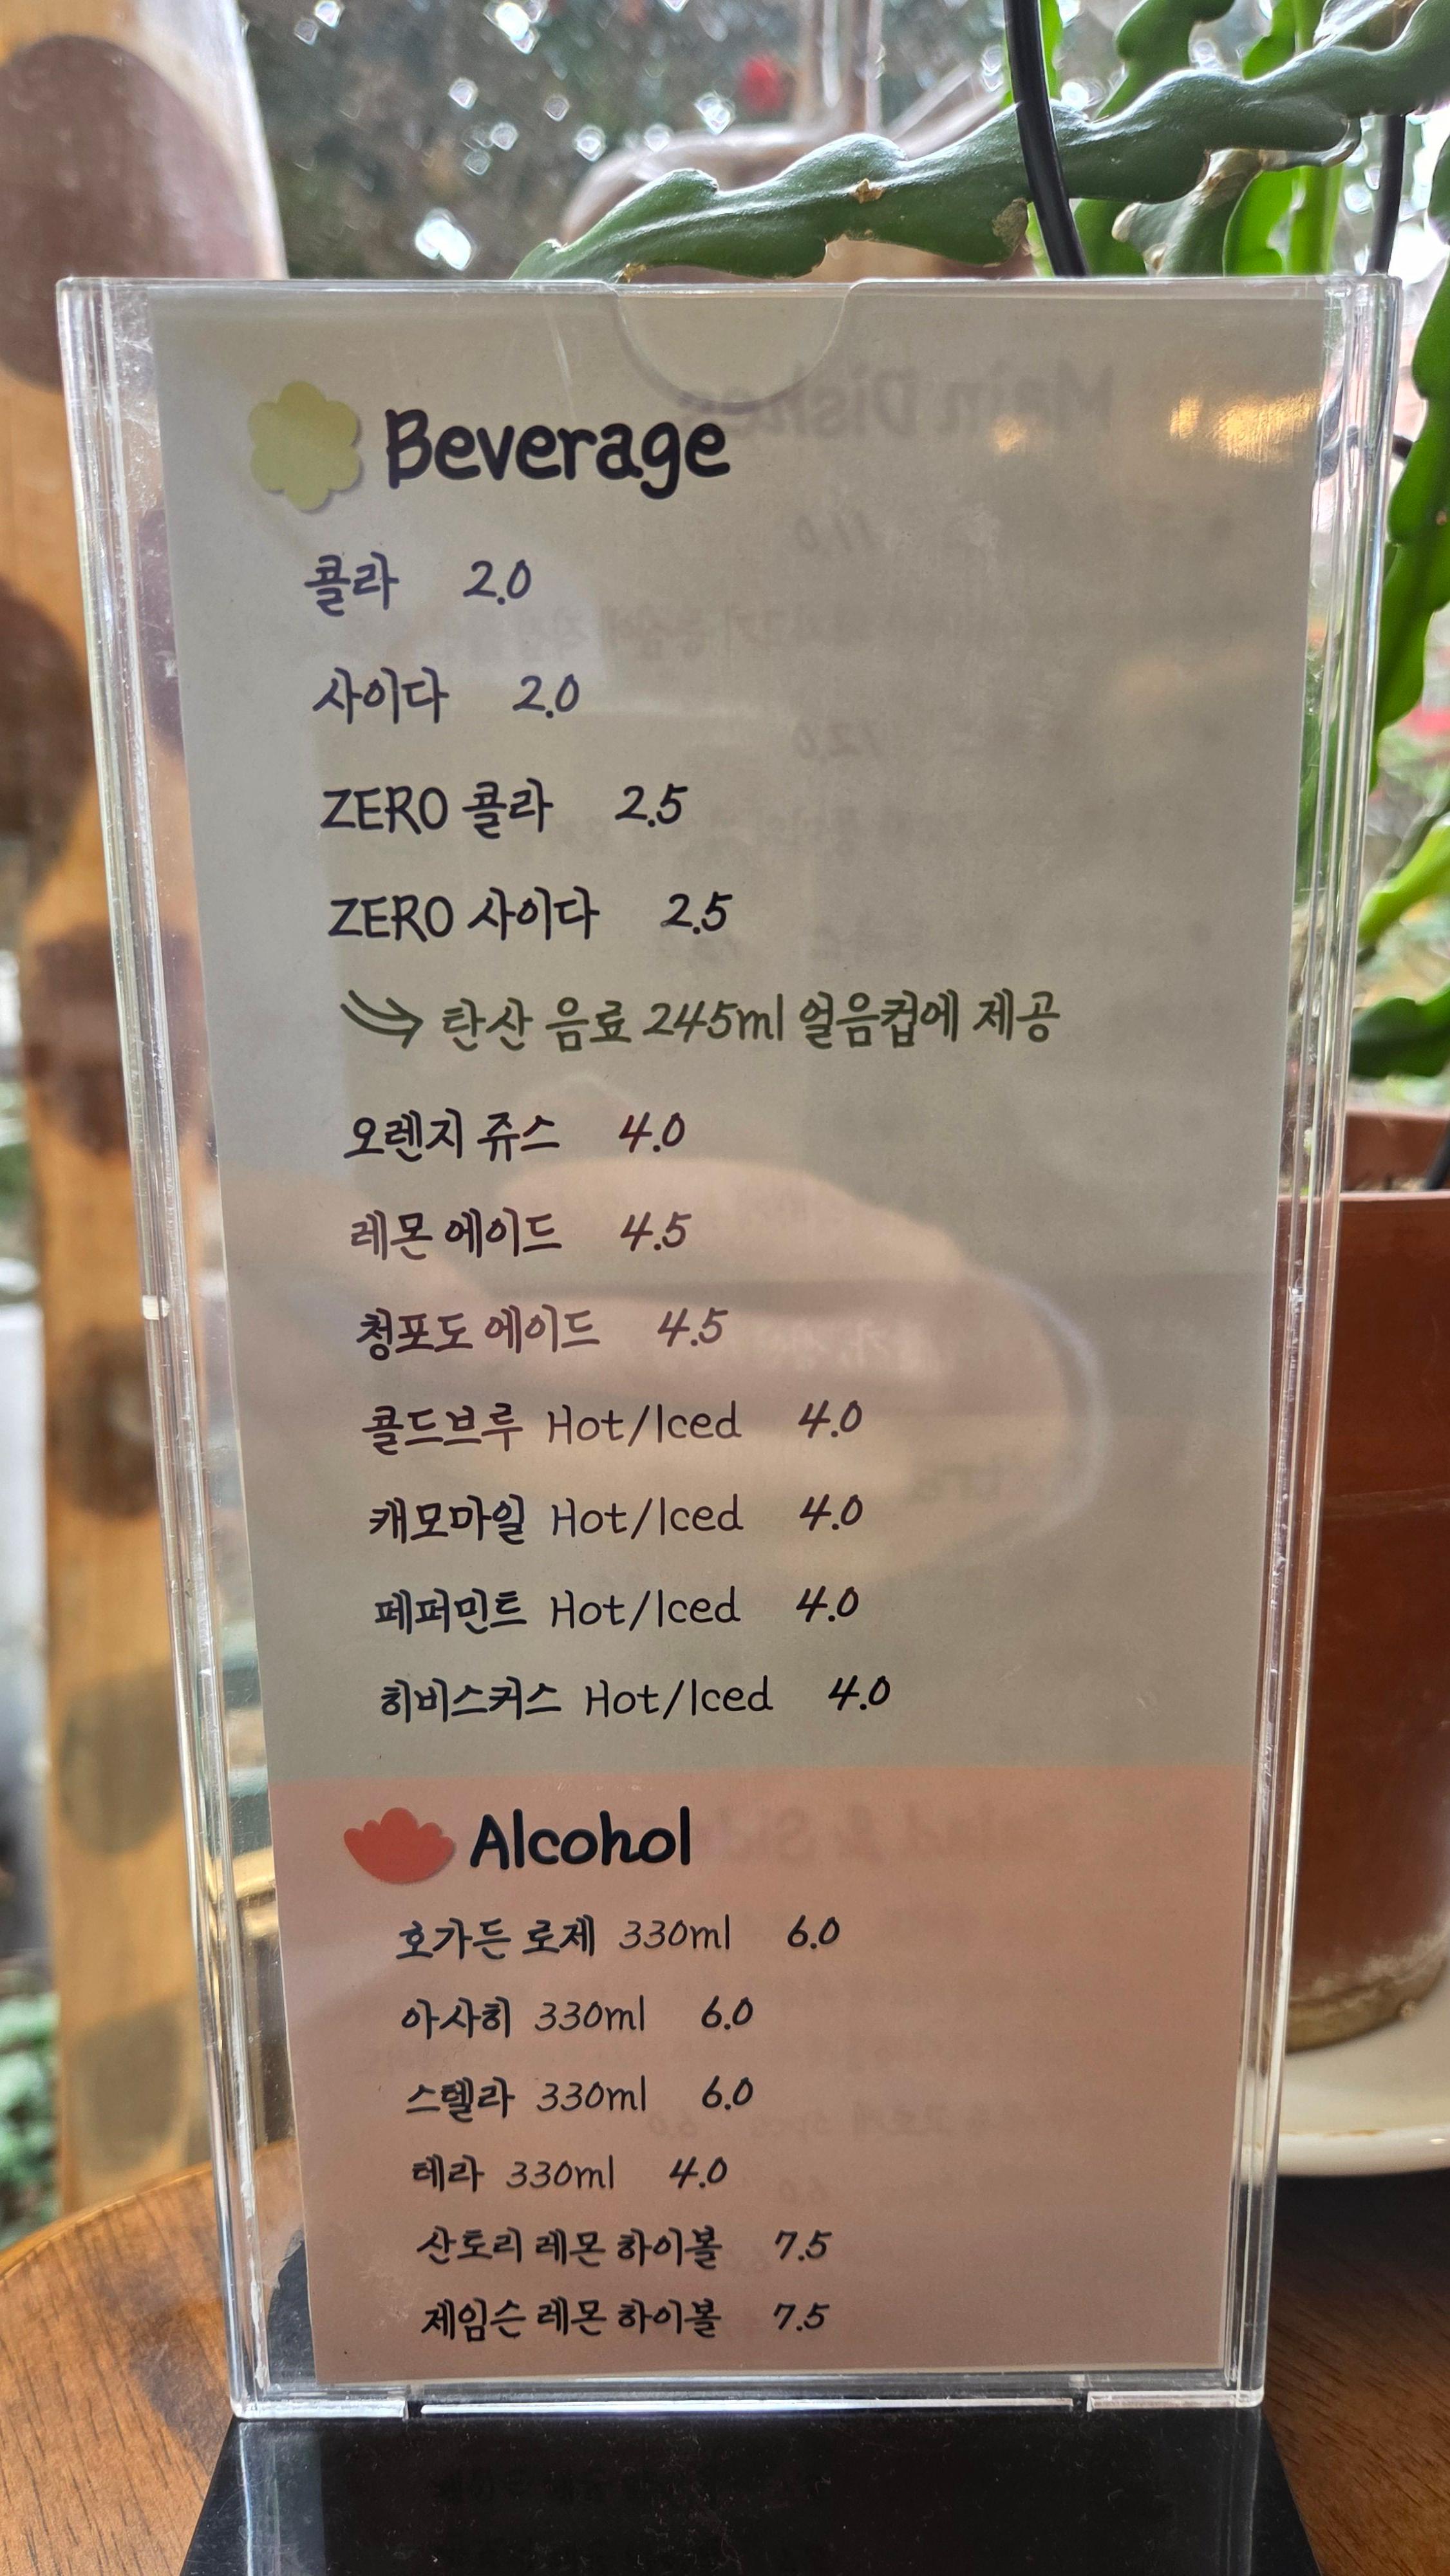 Beverage
콜라 2.0
사이다 2.0
ZERO 콜라 2.5
ZERO 사이다 2.5
탄산 음료 245ml 얼음컵에 제공
오렌지 쥬스 4.0
레몬 에이드 4.5
청포도 에이드 4.5
콜드브루 Hot/Iced 4.0
캐모마일 Hot/Iced 4.0
페퍼민트 Hot/Iced 4.0
히비스커스 Hot/Iced 4.0
Alcohol
호가든 로제 330ml 6.0
아사히 330ml 6.0
스텔라 330ml 6.0
테라 330ml 4.0
산토리 레몬 하이볼 7.5
제임슨 레몬 하이볼 7.5